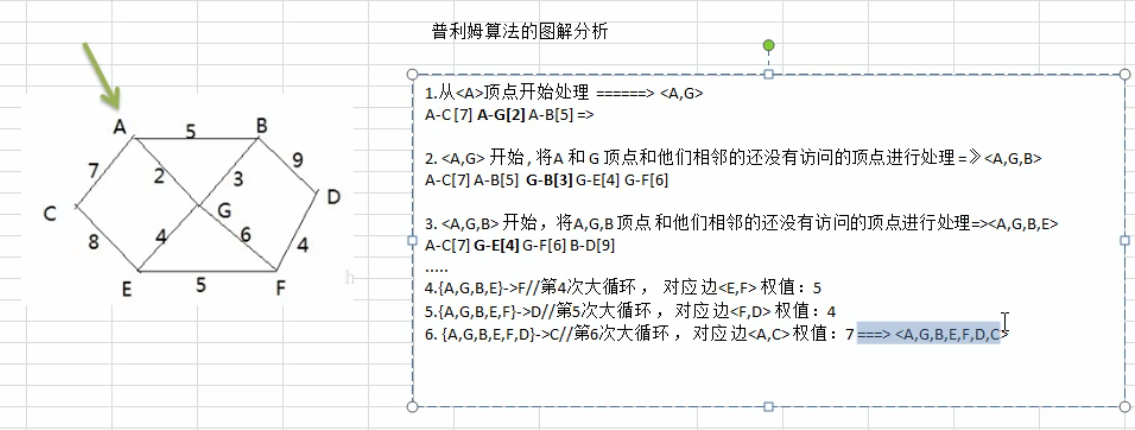 普利姆算法的图解分析
1.从<A>顶点开始处理 ======> <A,G>
A-C [7] A-G[2] A-B[5] =>
2. <A,G> 开始 , 将A 和 G 顶点和他们相邻的还没有访问的顶点进行处理 =》<A,G,B>
A-C[7] A-B[5] G-B[3] G-E[4] G-F[6]
3. <A,G,B> 开始，将A,G,B 顶点 和他们相邻的还没有访问的顶点进行处理=><A,G,B,E>
A-C[7] G-E[4] G-F[6] B-D[9]
.....
4.{A,G,B,E}->F//第4次大循环 ， 对应边<E,F> 权值：5
5.{A,G,B,E,F}->D//第5次大循环 ， 对应边<F,D> 权值：4
6. {A,G,B,E,F,D}->C//第6次大循环 ，对应边<A,C> 权值：7 ===> <A,G,B,E,F,D,C>
A 5 B
7 2 3 9
C G D
8 4 6 4
E 5 F